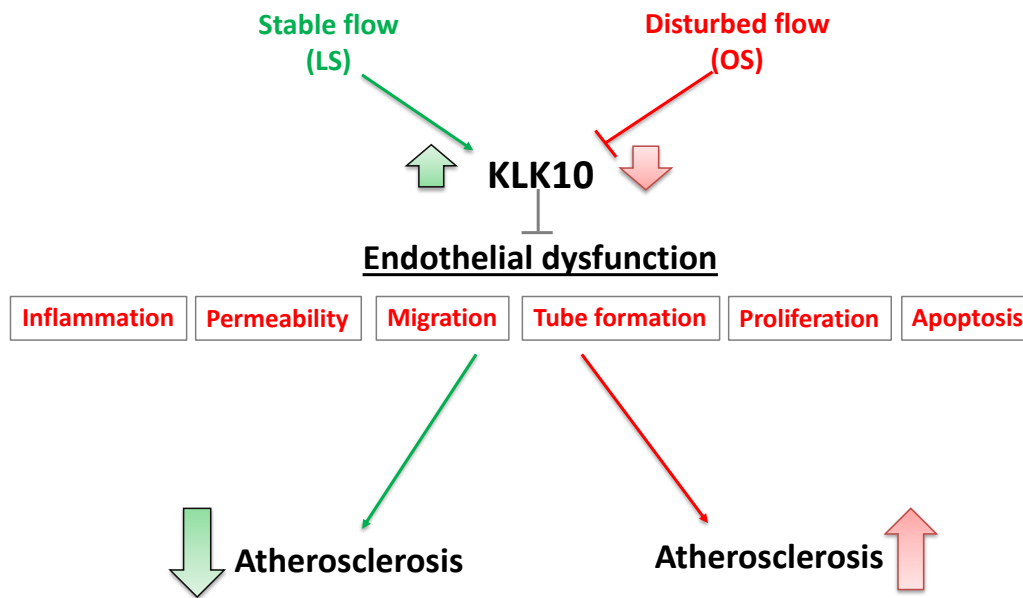 Stable flow
(LS)
Disturbed flow
(OS)
KLK10
Endothelial dysfunction
Inflammation
Permeability
Migration
Tube formation
Proliferation
Apoptosis
Atherosclerosis
Atherosclerosis